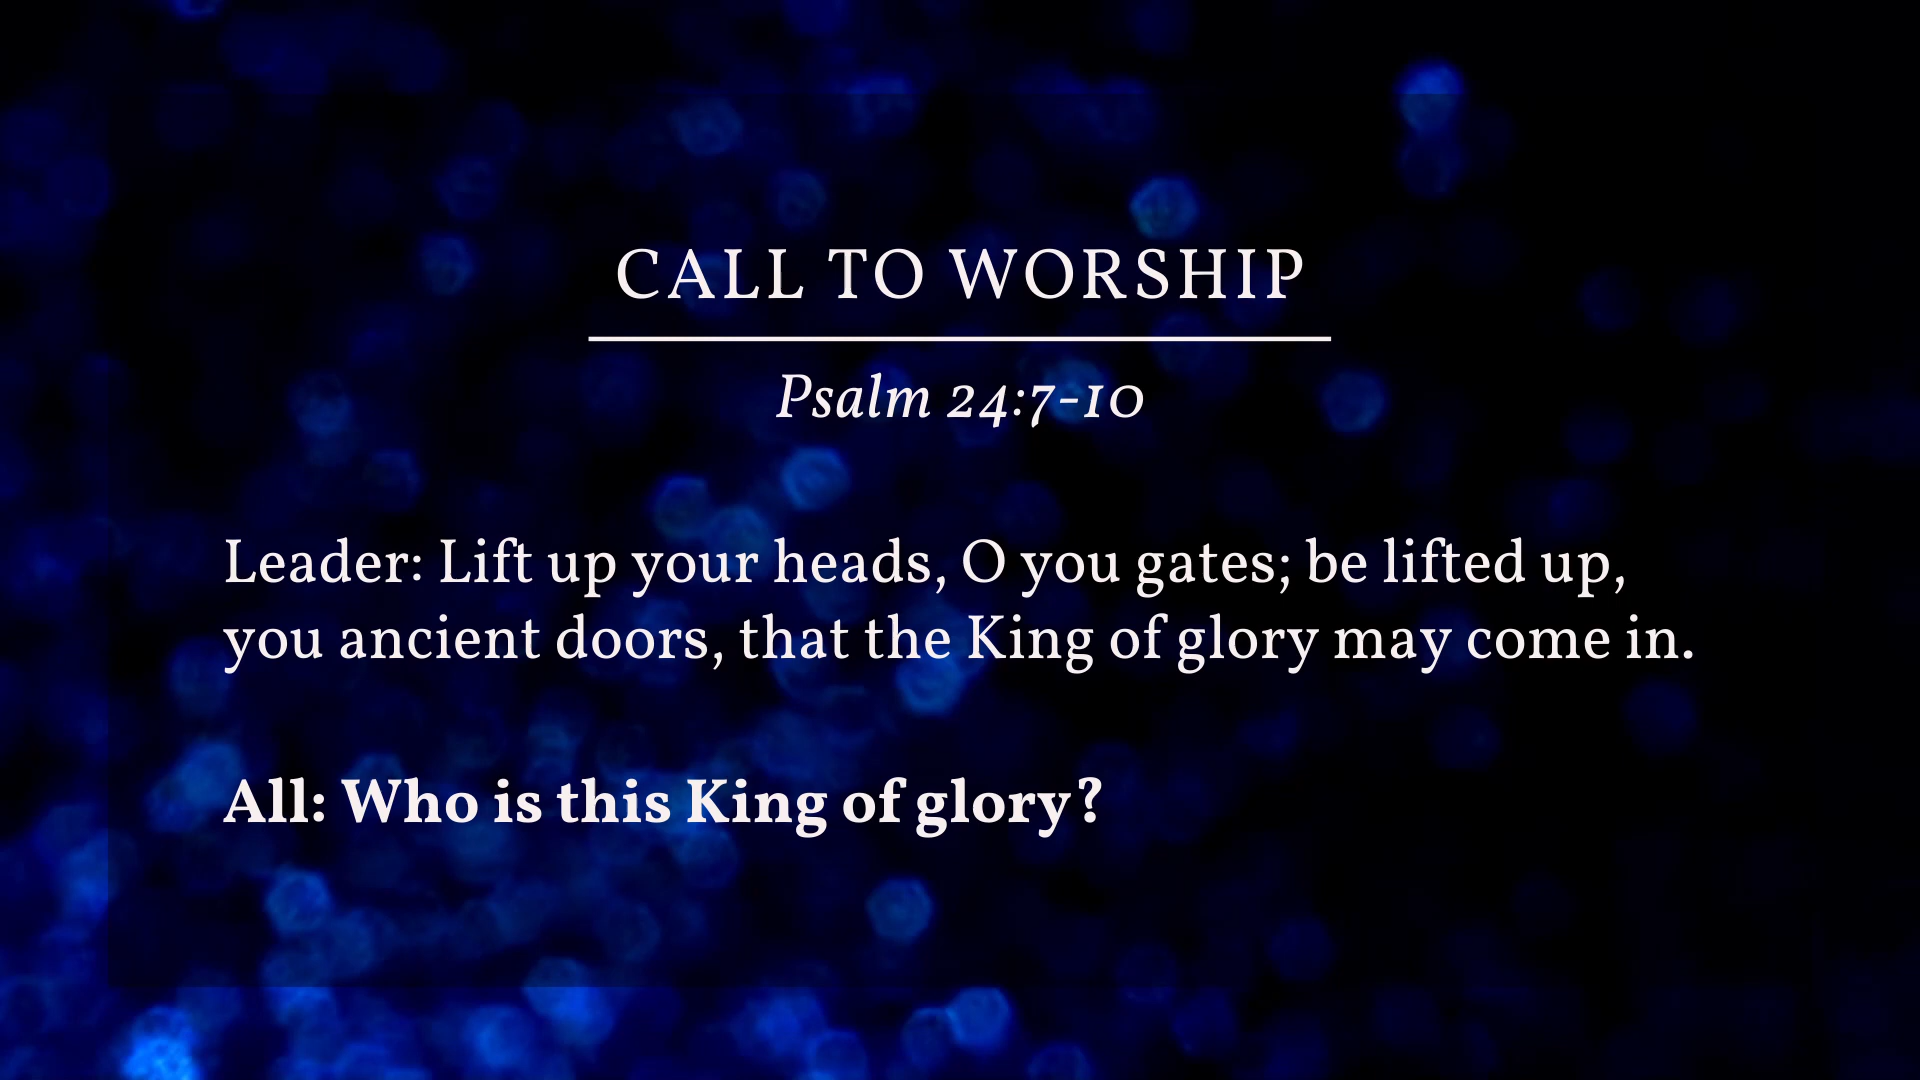 CALL TO WORSHIP
Psalm 24:7-10
Leader: Lift up your heads, O you gates; be lifted up,
you ancient doors, that the King of glory may come in.
All: Who is this King of glory?